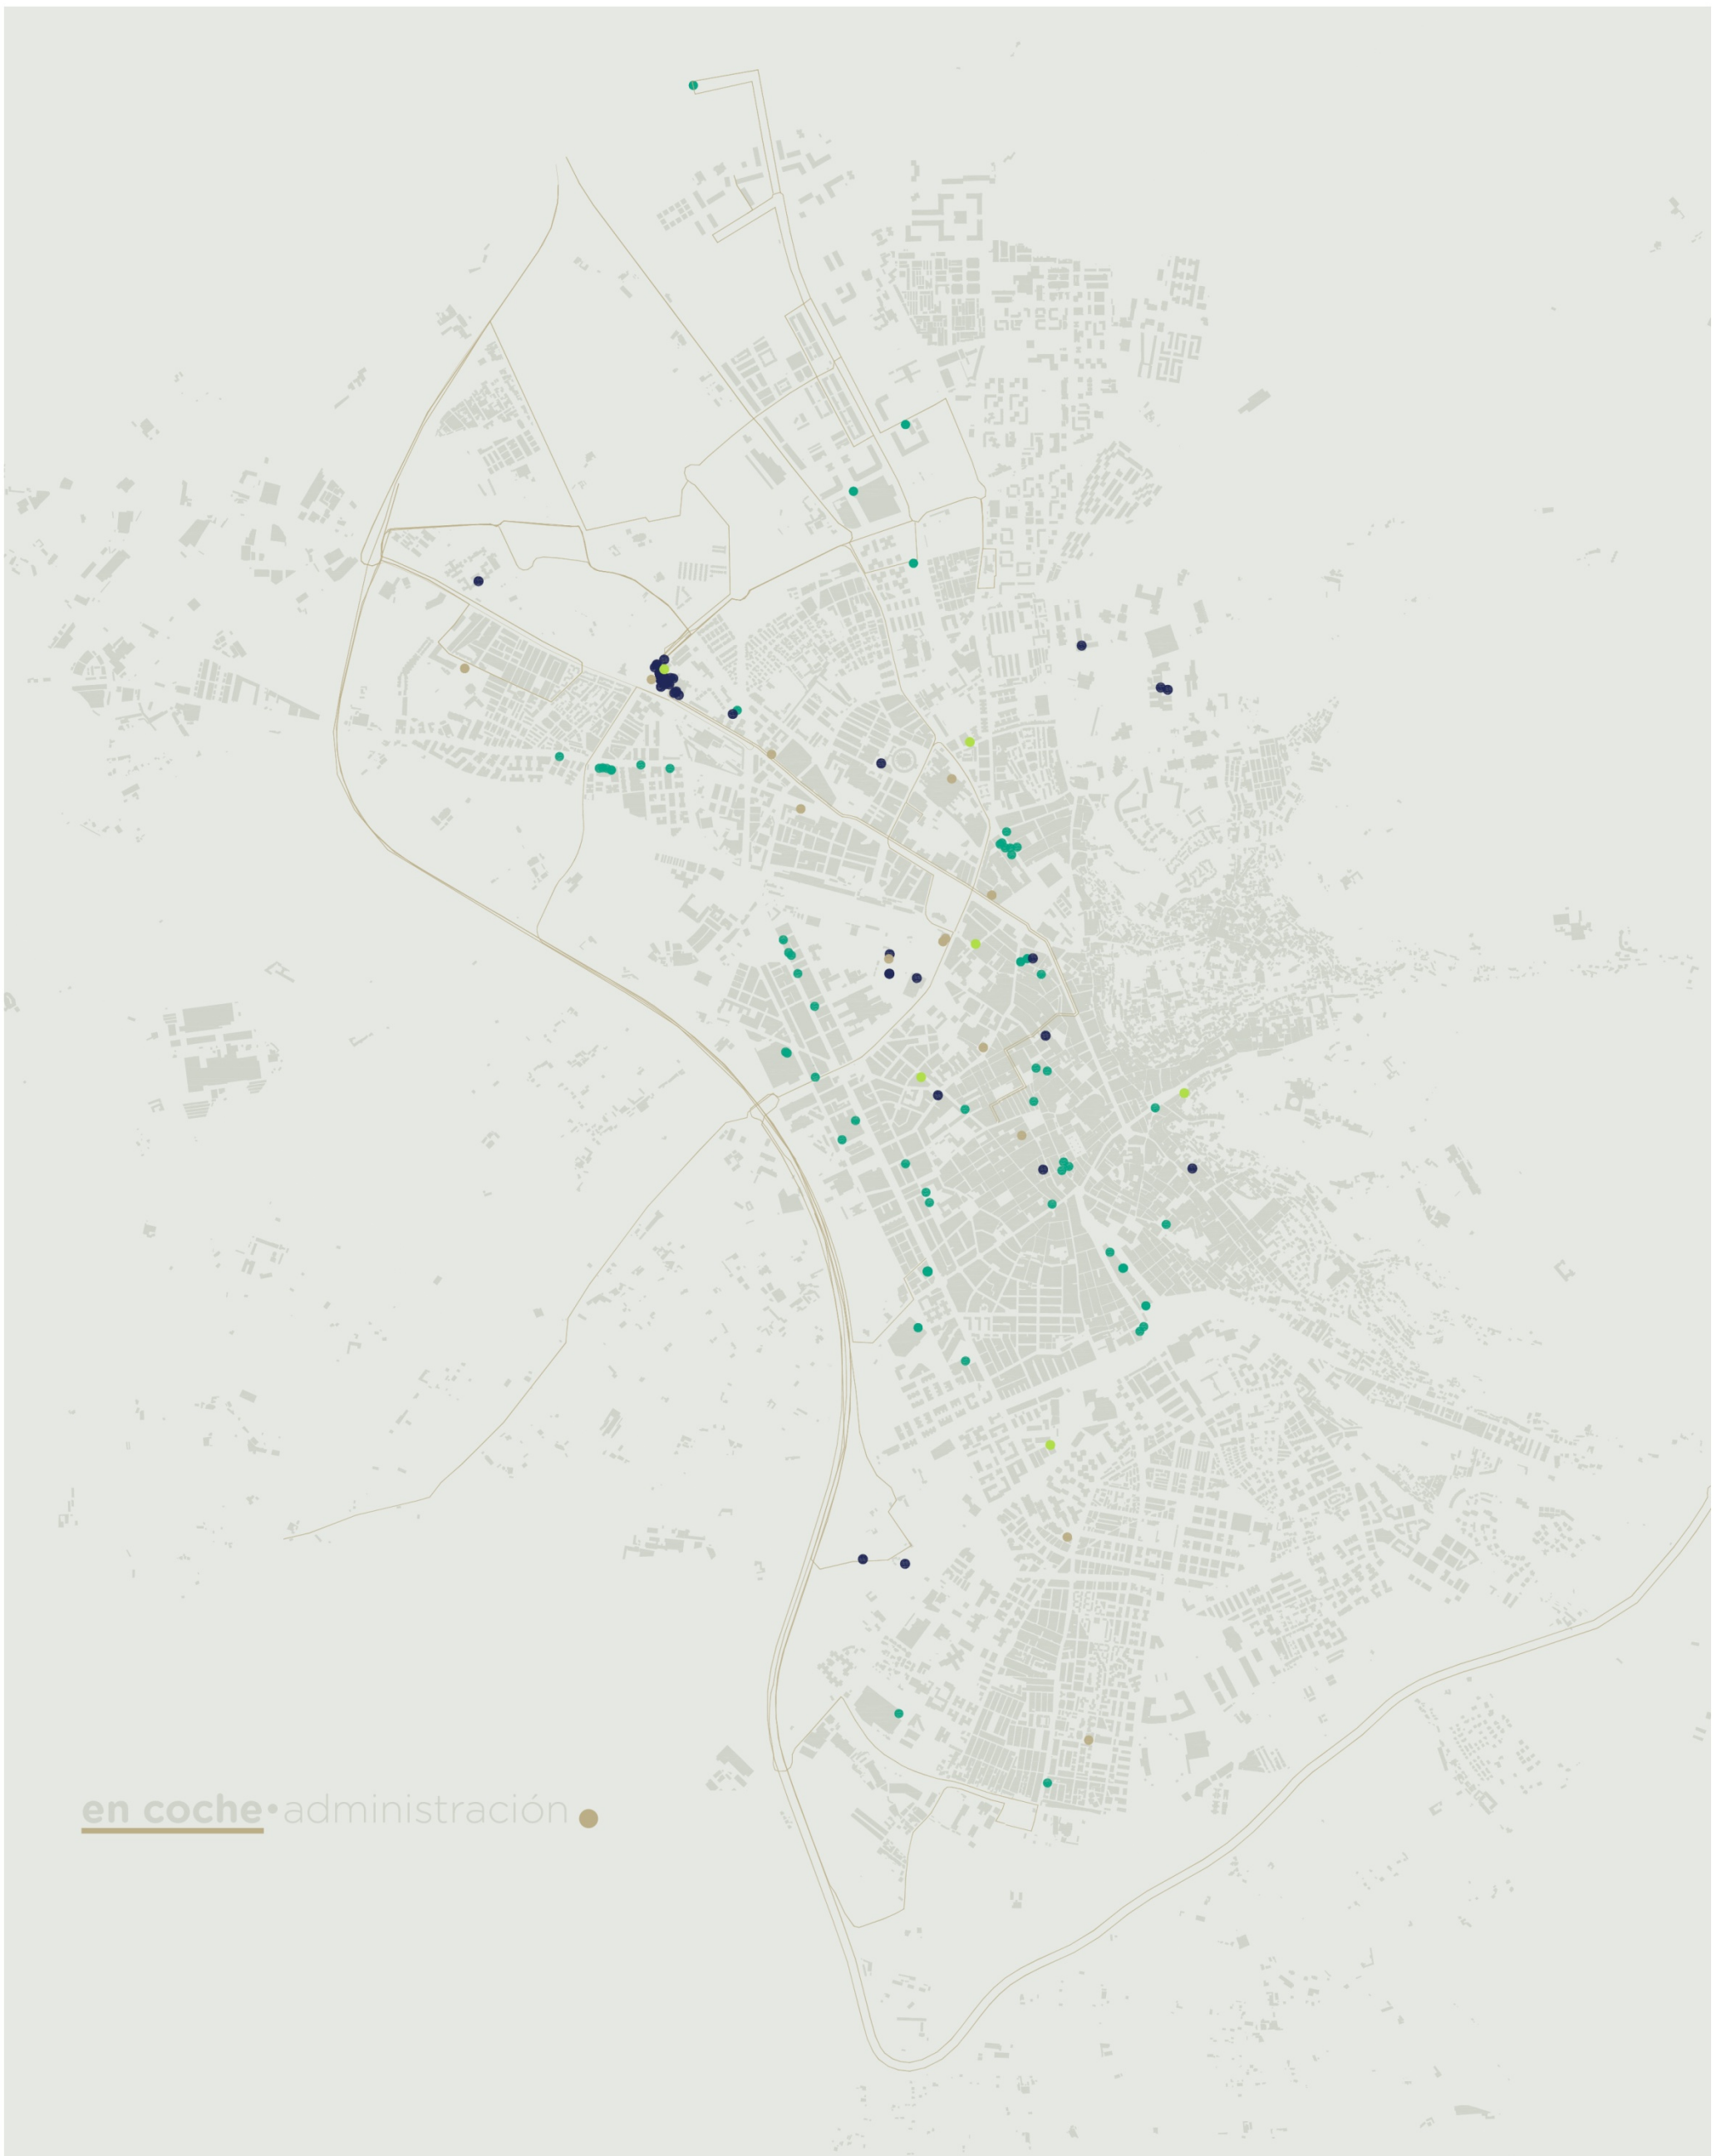 en coche • administración